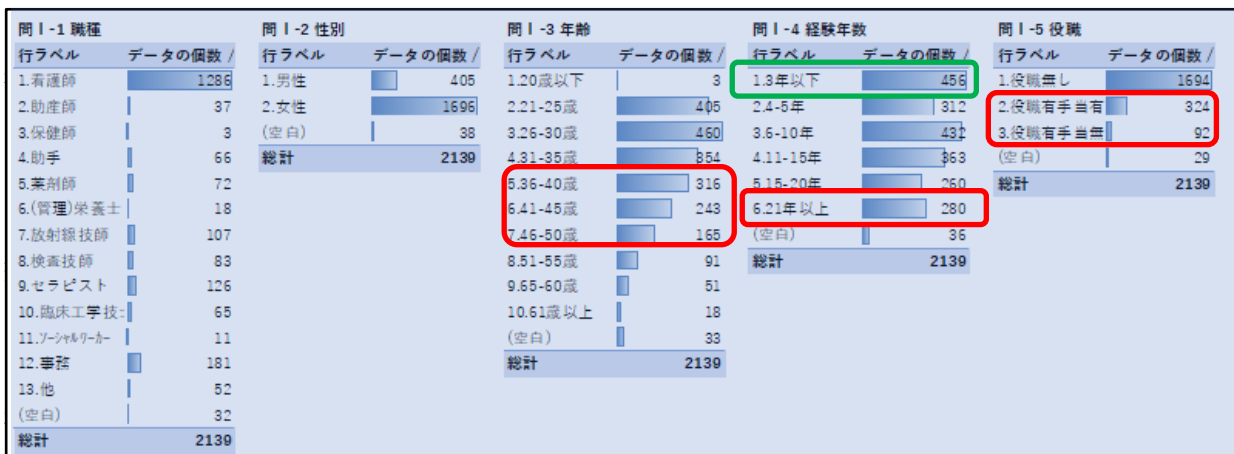 問Ⅰ-1 職種
行ラベル データの個数 /
1.看護師 1286
2.助産師 37
3.保健師 3
4.助手 66
5.薬剤師 72
6.(管理)栄養士 18
7.放射線技師 107
8.検査技師 83
9.セラピスト 126
10.臨床工学技 65
11.ソーシャルワーカー 11
12.事務 181
13.他 52
(空白) 32
総計 2139
問Ⅰ-2 性別
行ラベル データの個数 /
1.男性 405
2.女性 1696
(空白) 38
総計 2139
問Ⅰ-3 年齢
行ラベル データの個数 /
1.20歳以下 3
2.21-25歳 405
3.26-30歳 460
4.31-35歳 354
5.36-40歳 316
6.41-45歳 243
7.46-50歳 165
8.51-55歳 91
9.65-60歳 51
10.61歳以上 18
(空白) 33
総計 2139
問Ⅰ-4 経験年数
行ラベル データの個数 /
1.3年以下 456
2.4-5年 312
3.6-10年 432
4.11-15年 363
5.15-20年 260
6.21年以上 280
(空白) 36
総計 2139
問Ⅰ-5 役職
行ラベル データの個数 /
1.役職無し 1694
2.役職有手当有 324
3.役職有手当無 92
(空白) 29
総計 2139